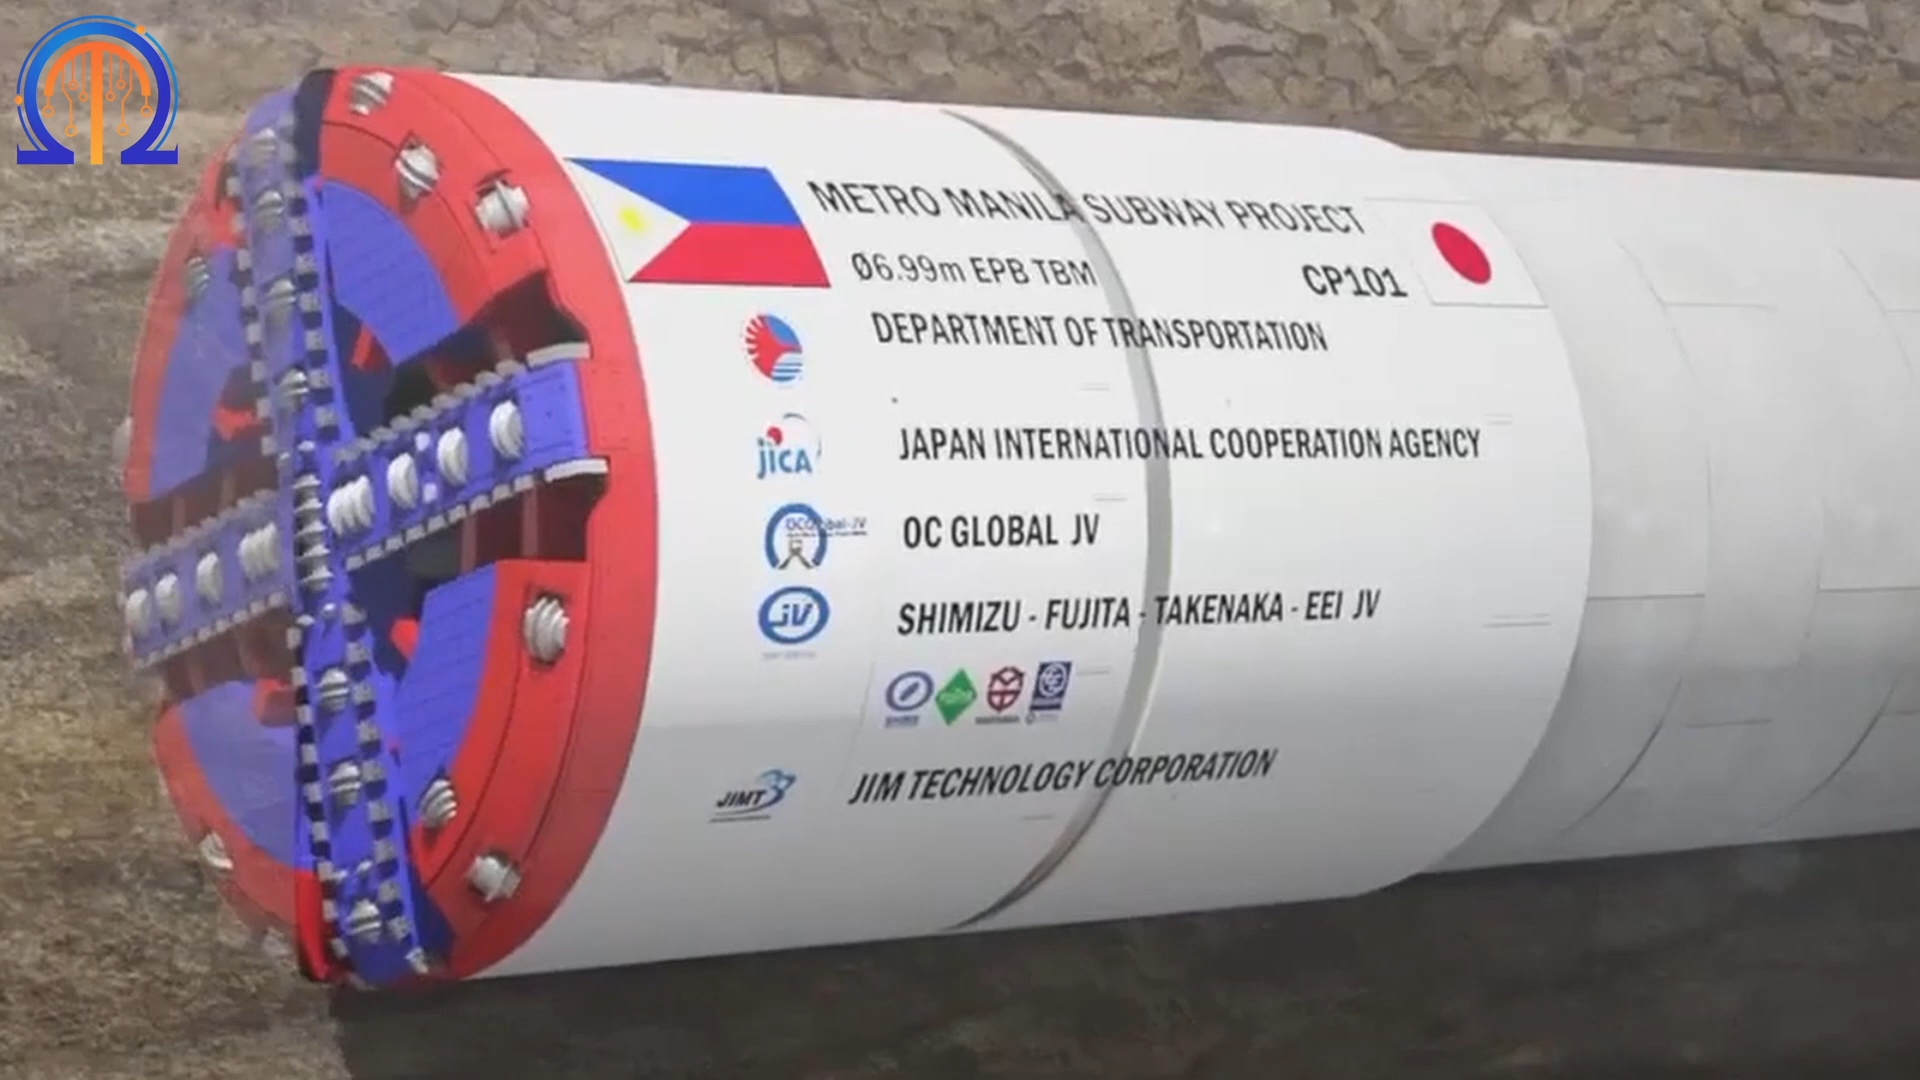 METRO MANILA SUBWAY PROJECT
Ø6.99m EPB TBM
CP101
DEPARTMENT OF TRANSPORTATION
jICA
JAPAN INTERNATIONAL COOPERATION AGENCY
OC GLOBAL JV
JV
SHIMIZU - FUJITA - TAKENAKA - EEI JV
JIMT
JIM TECHNOLOGY CORPORATION